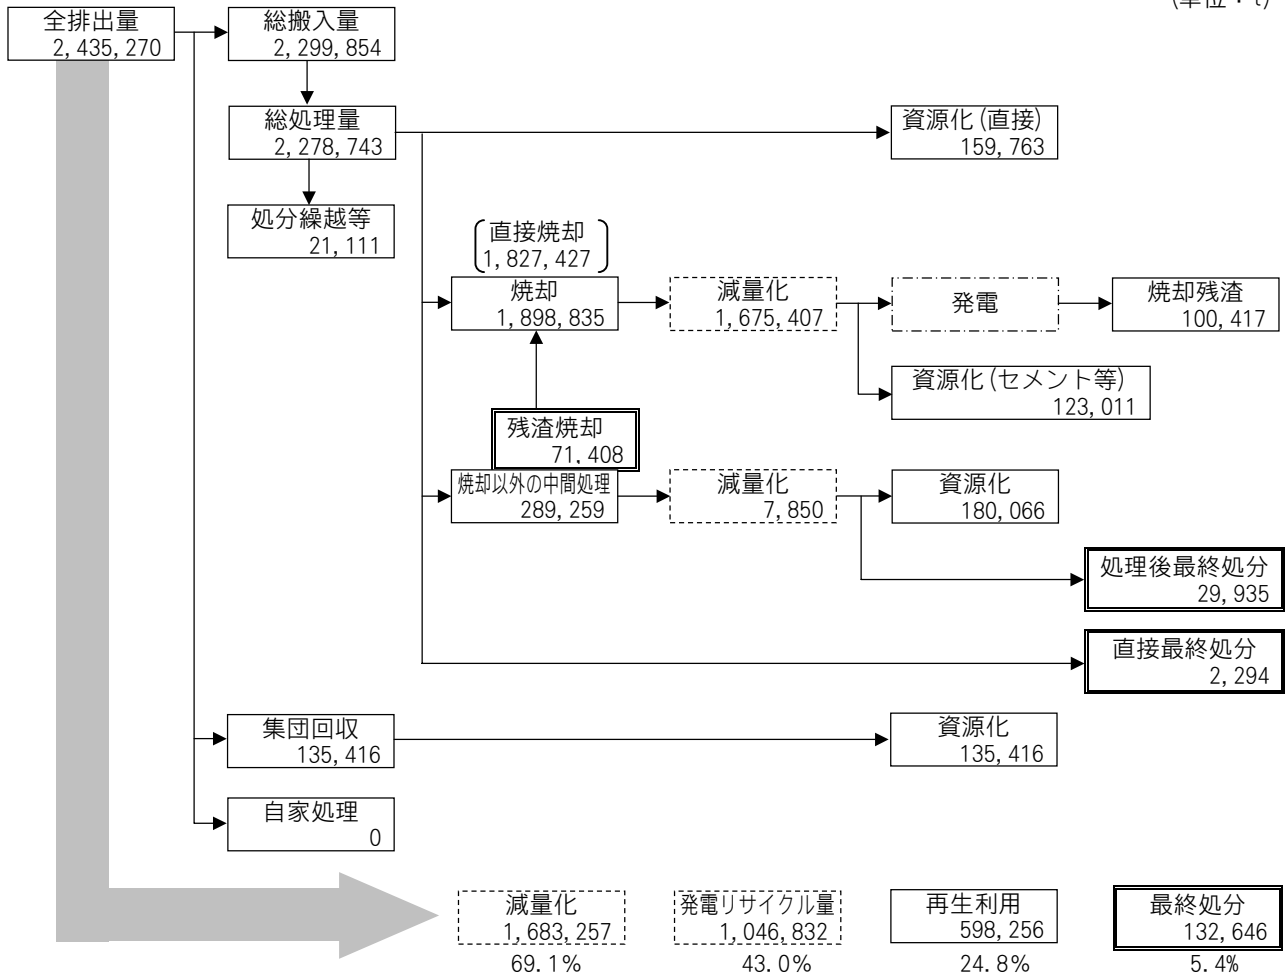 (単位:t)
全排出量
2,435,270
総搬入量
2,299,854
総処理量
2,278,743
資源化(直接)
159,763
処分繰越等
21,111
直接焼却
1,827,427
焼却
1,898,835
減量化
1,675,407
発電
焼却残渣
100,417
資源化(セメント等)
123,011
残渣焼却
71,408
焼却以外の中間処理
289,259
減量化
7,850
資源化
180,066
処理後最終処分
29,935
直接最終処分
2,294
集団回収
135,416
資源化
135,416
自家処理
0
減量化
1,683,257
69.1%
発電リサイクル量
1,046,832
43.0%
再生利用
598,256
24.8%
最終処分
132,646
5.4%